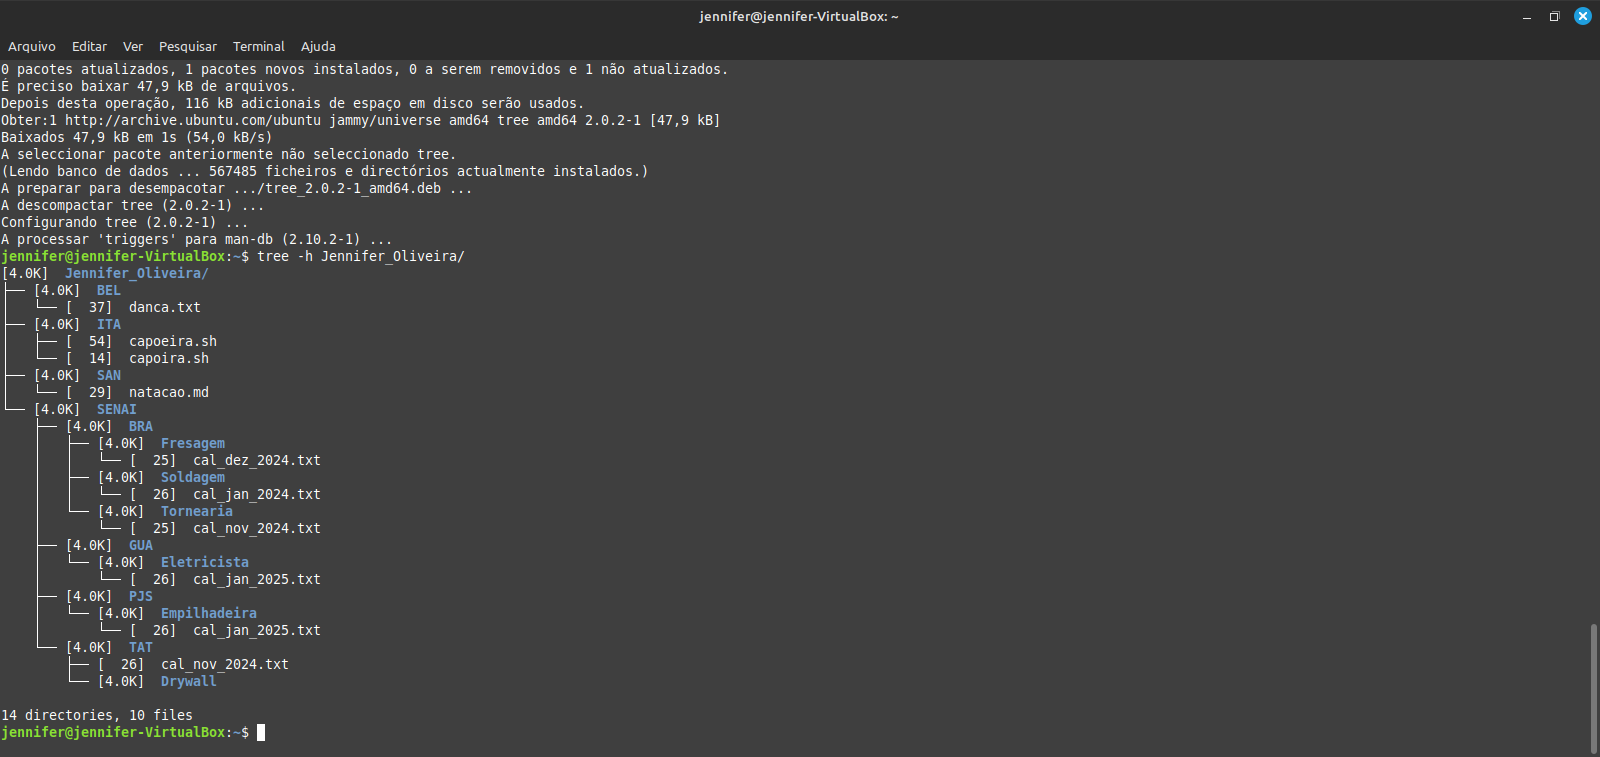 jennifer@jennifer-VirtualBox: ~
Arquivo Editar Ver Pesquisar Terminal Ajuda
0 pacotes atualizados, 1 pacotes novos instalados, 0 a serem removidos e 1 não atualizados.
É preciso baixar 47,9 kB de arquivos.
Depois desta operação, 116 kB adicionais de espaço em disco serão usados.
Obter:1 http://archive.ubuntu.com/ubuntu jammy/universe amd64 tree amd64 2.0.2-1 [47,9 kB]
Baixados 47,9 kB em 1s (54,0 kB/s)
A seleccionar pacote anteriormente não seleccionado tree.
(Lendo banco de dados ... 567485 ficheiros e directórios actualmente instalados.)
A preparar para desempacotar .../tree_2.0.2-1_amd64.deb ...
A descompactar tree (2.0.2-1) ...
Configurando tree (2.0.2-1) ...
A processar 'triggers' para man-db (2.10.2-1) ...
jennifer@jennifer-VirtualBox:~$ tree -h Jennifer_Oliveira/
[4.0K]  Jennifer_Oliveira/
├── [4.0K]  BEL
│   └── [  37]  danca.txt
├── [4.0K]  ITA
│   ├── [  54]  capoeira.sh
│   └── [  14]  capoira.sh
├── [4.0K]  SAN
│   └── [  29]  natacao.md
└── [4.0K]  SENAI
    ├── [4.0K]  BRA
    │   ├── [4.0K]  Fresagem
    │   │   └── [  25]  cal_dez_2024.txt
    │   ├── [4.0K]  Soldagem
    │   │   └── [  26]  cal_jan_2024.txt
    │   └── [4.0K]  Tornearia
    │       └── [  25]  cal_nov_2024.txt
    ├── [4.0K]  GUA
    │   └── [4.0K]  Eletricista
    │       └── [  26]  cal_jan_2025.txt
    ├── [4.0K]  PJS
    │   └── [4.0K]  Empilhadeira
    │       └── [  26]  cal_jan_2025.txt
    └── [4.0K]  TAT
        ├── [  26]  cal_nov_2024.txt
        └── [4.0K]  Drywall
14 directories, 10 files
jennifer@jennifer-VirtualBox:~$